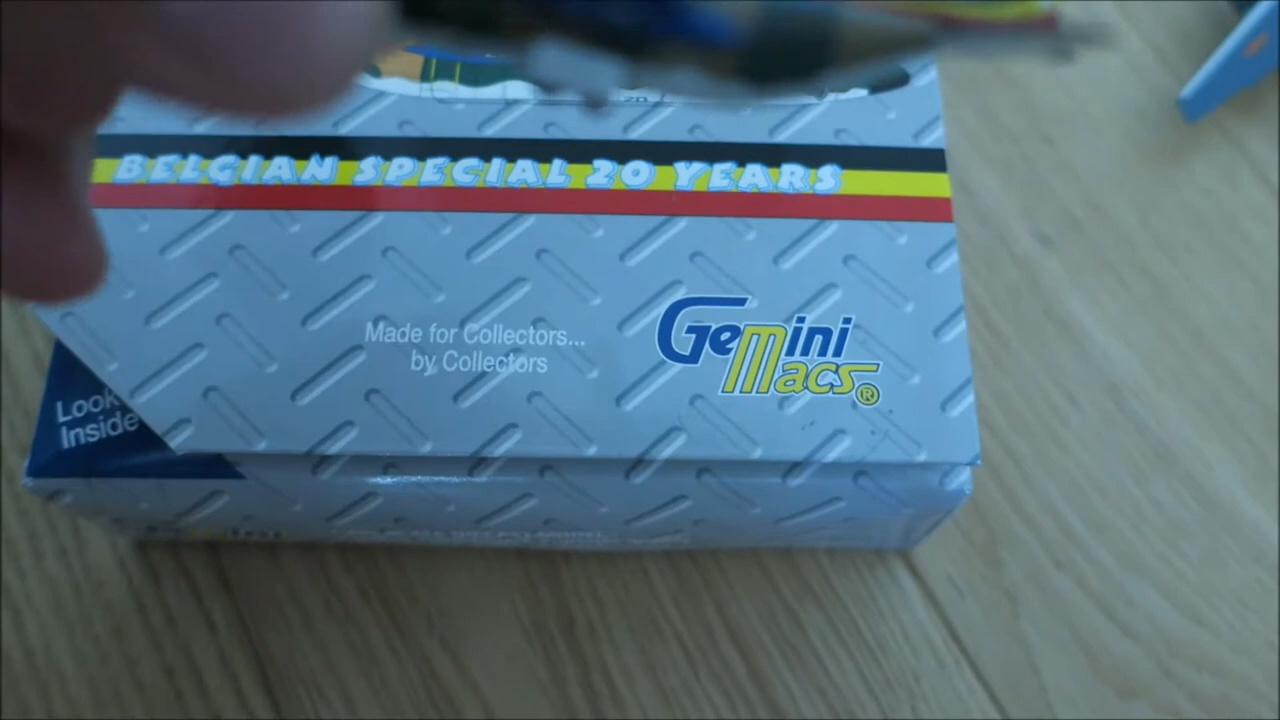 BELGIAN SPECIAL 20 YEARS
Made for Collectors...
by Collectors
Gemini
Macs®
Look
Inside